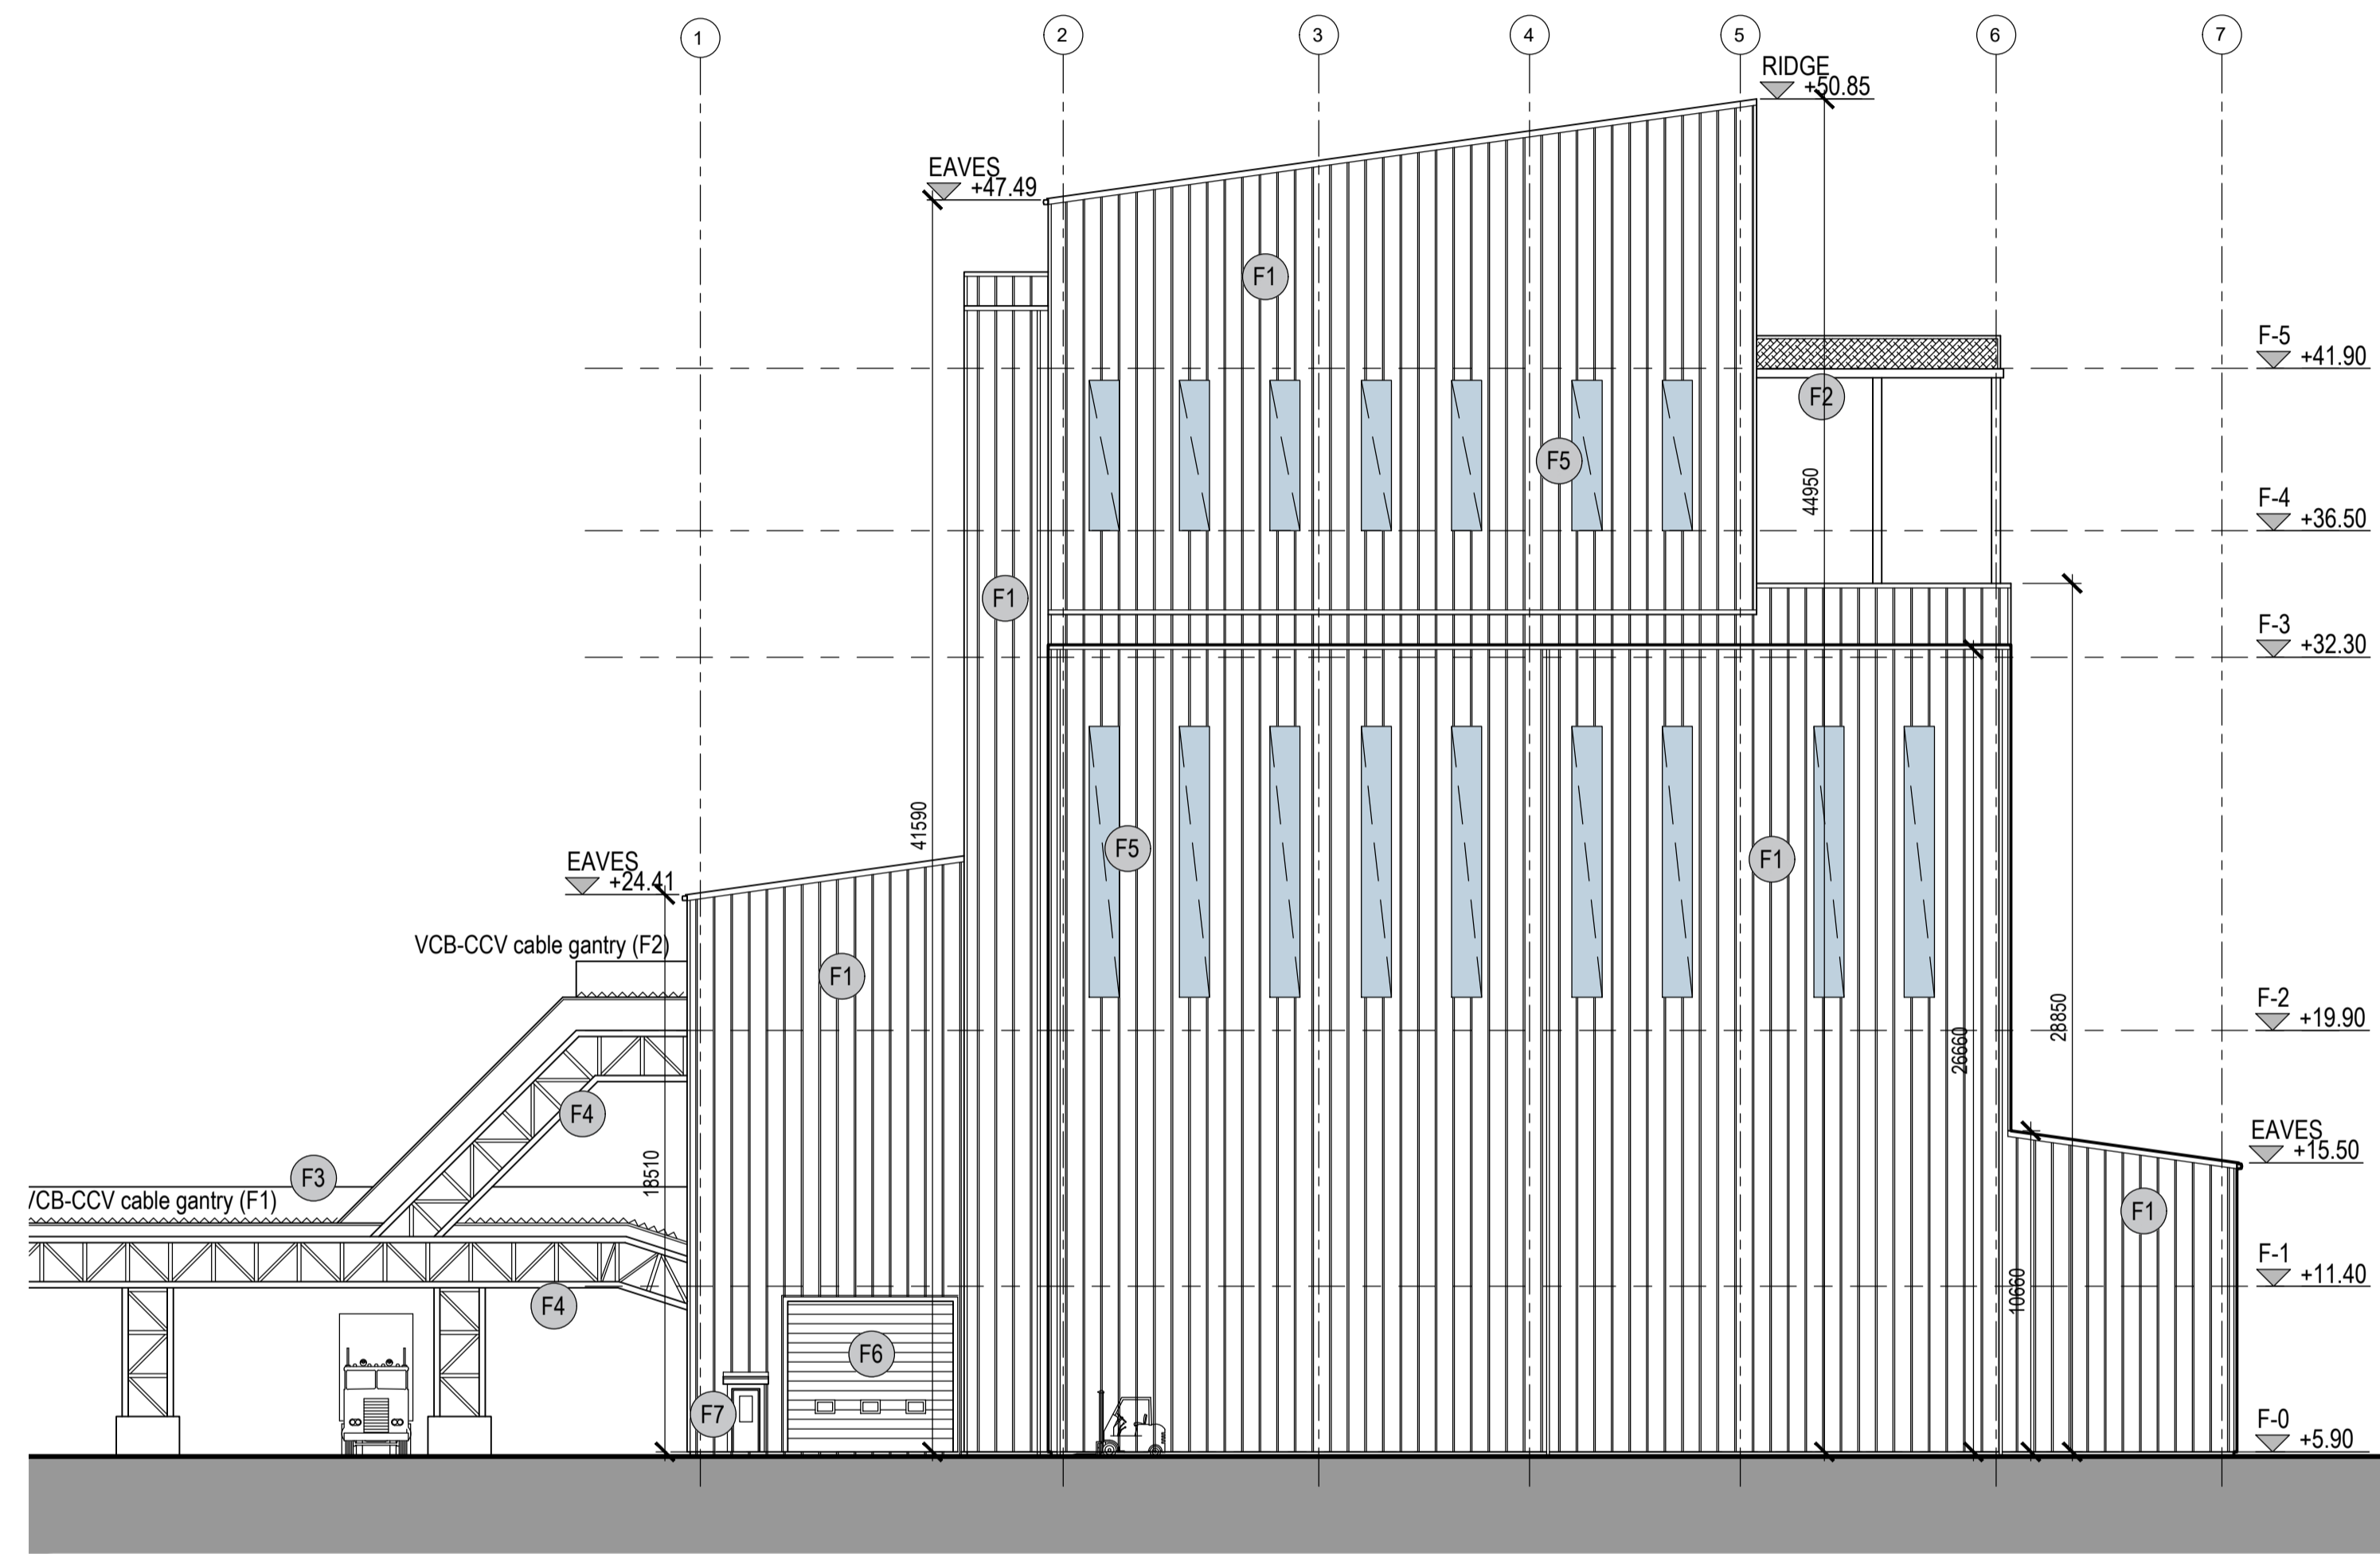 1
2
3
4
5
6
7
RIDGE
+50.85
EAVES
+47.49
F1
F-5
+41.90
F2
F5
44950
F-4
+36.50
F1
F-3
+32.30
41590
F5
F1
EAVES
+24.41
VCB-CCV cable gantry (F2)
F1
F-2
+19.90
28850
26660
F4
EAVES
+15.50
18510
F3
VCB-CCV cable gantry (F1)
F1
F-1
+11.40
10660
F4
F6
F7
F-0
+5.90